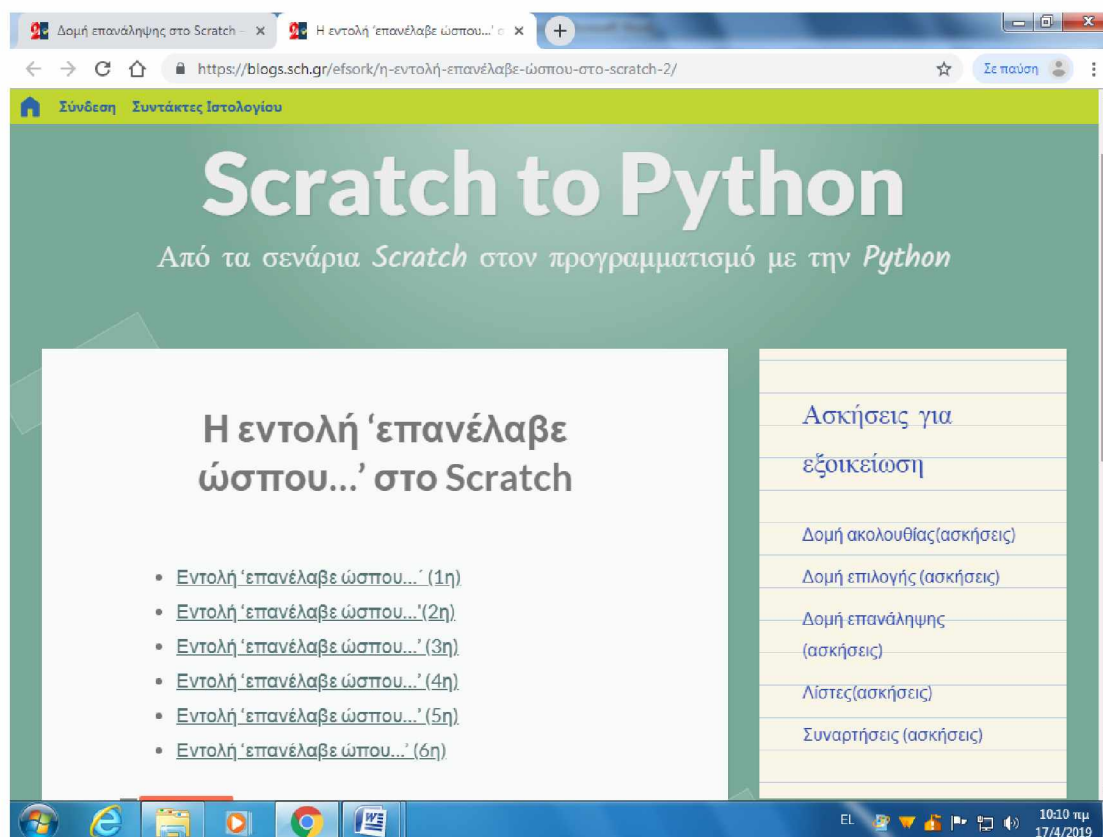 Δομή επανάληψης στο Scratch –
Η εντολή 'επανέλαβε ώσπου...' σ
https://blogs.sch.gr/efsork/η-εντολή-επανέλαβε-ώσπου-στο-scratch-2/
Σε παύση
Σύνδεση Συντάκτες Ιστολογίου
Scratch to Python
Από τα σενάρια Scratch στον προγραμματισμό με την Python
Η εντολή ‘επανέλαβε
ώσπου…’ στο Scratch
Εντολή ‘επανέλαβε ώσπου…´ (1η)
Εντολή ‘επανέλαβε ώσπου…’(2η)
Εντολή ‘επανέλαβε ώσπου…’ (3η)
Εντολή ‘επανέλαβε ώσπου…’ (4η)
Εντολή ‘επανέλαβε ώσπου…’ (5η)
Εντολή ‘επανέλαβε ώπου…’ (6η)
Ασκήσεις για
εξοικείωση
Δομή ακολουθίας(ασκήσεις)
Δομή επιλογής (ασκήσεις)
Δομή επανάληψης
(ασκήσεις)
Λίστες(ασκήσεις)
Συναρτήσεις (ασκήσεις)
EL
10:10 πμ
17/4/2019